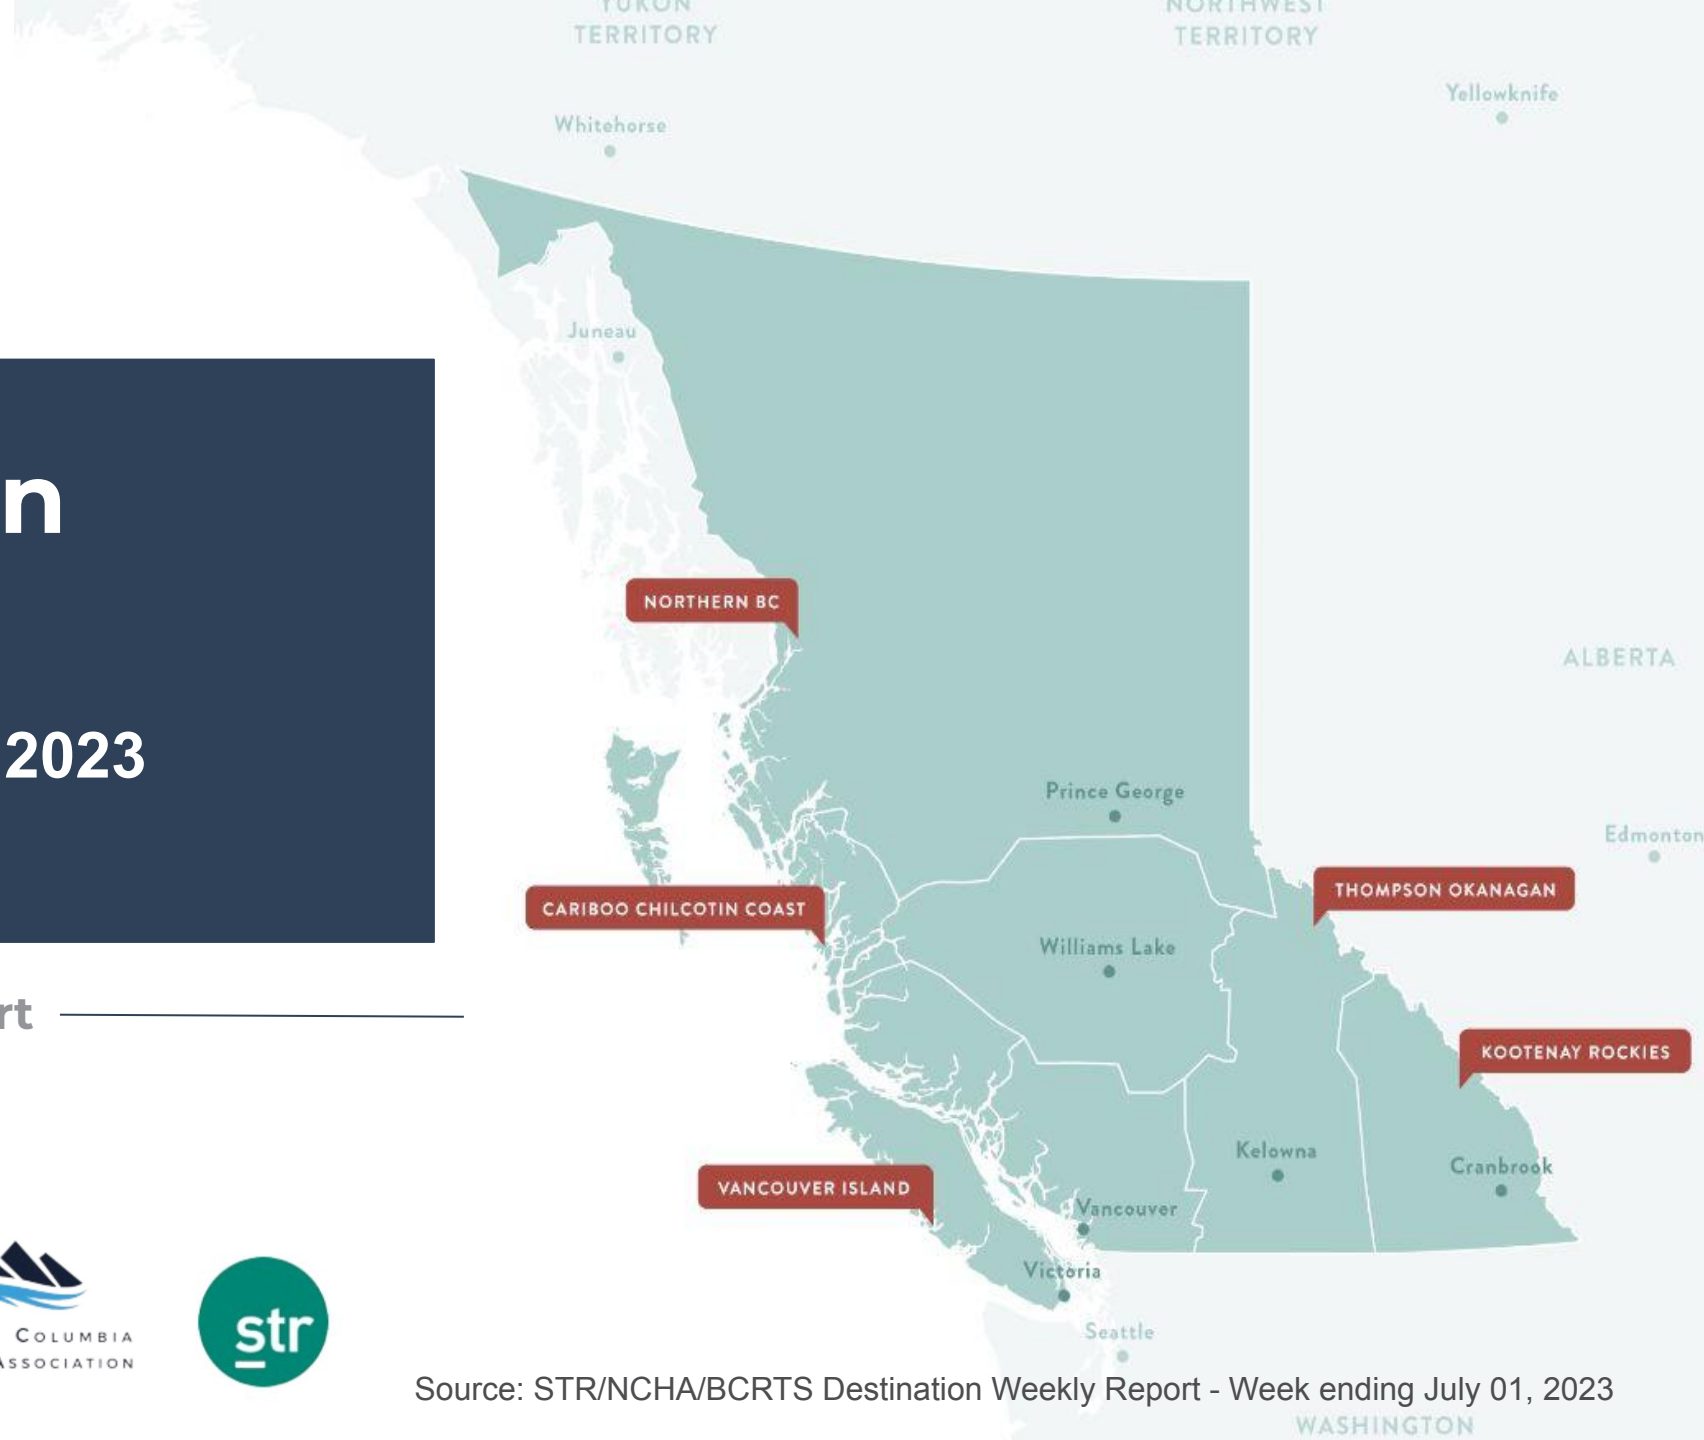 YUKON
TERRITORY
NORTHWEST
TERRITORY
Yellowknife
Whitehorse
Juneau
n
2023
NORTHERN BC
ALBERTA
Prince George
Edmonton
CARIBOO CHILCOTIN COAST
THOMPSON OKANAGAN
Williams Lake
rt
KOOTENAY ROCKIES
Kelowna
Cranbrook
VANCOUVER ISLAND
Vancouver
Victoria
Seattle
COLUMBIA
ASSOCIATION
str
Source: STR/NCHA/BCRTS Destination Weekly Report - Week ending July 01, 2023
WASHINGTON